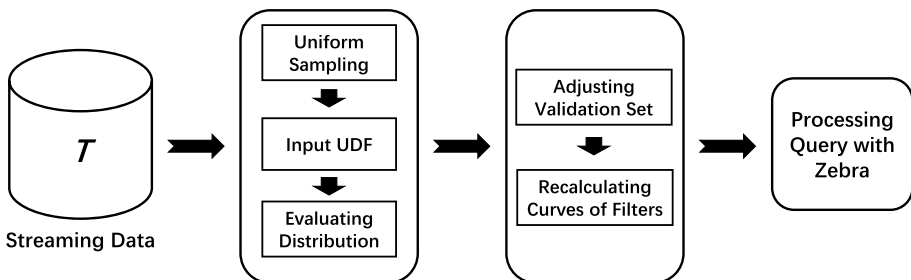 T
Streaming Data
Uniform
Sampling
Input UDF
Evaluating
Distribution
Adjusting
Validation Set
Recalculating
Curves of Filters
Processing
Query with
Zebra